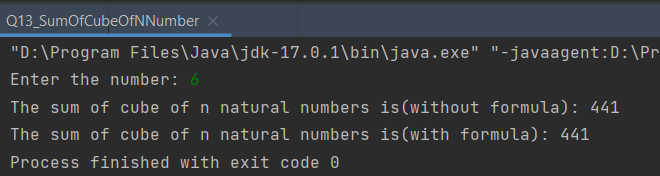 Q13_SumOfCubeOfNNumber
"D:\Program Files\Java\jdk-17.0.1\bin\java.exe" "-javaagent:D:\Pr
Enter the number: 6
The sum of cube of n natural numbers is(without formula): 441
The sum of cube of n natural numbers is(with formula): 441
Process finished with exit code 0